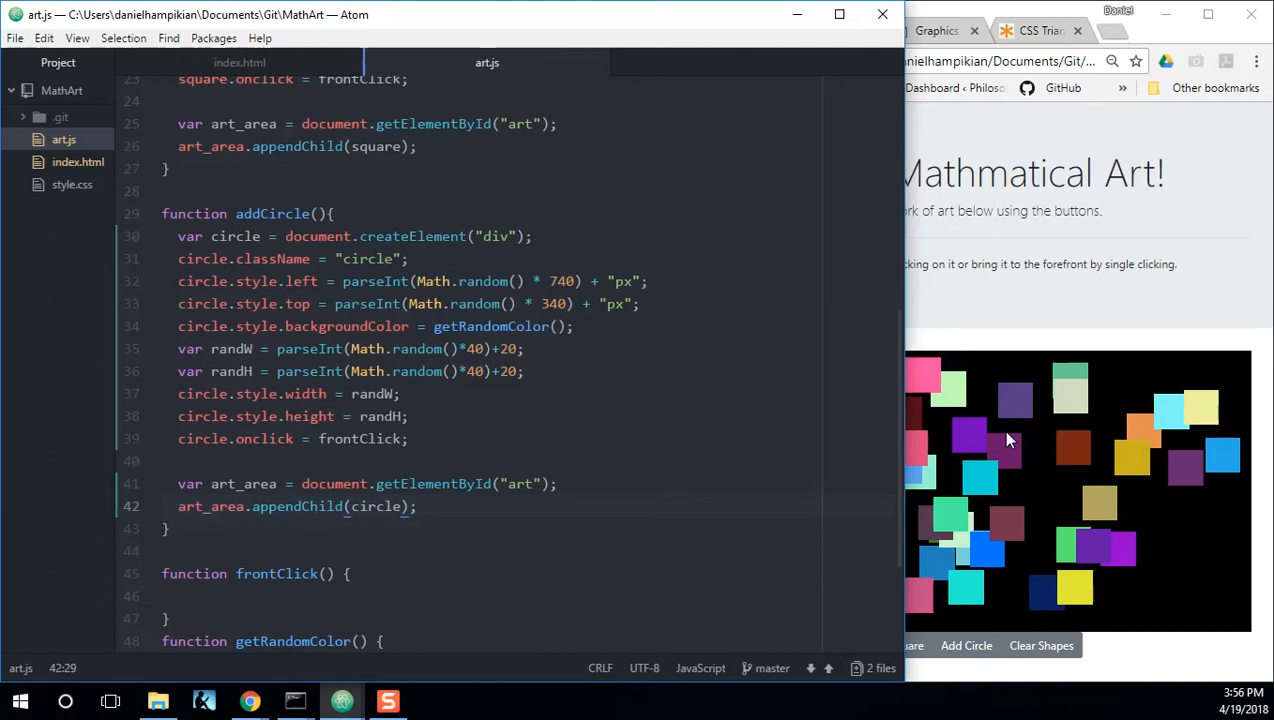 art.js — C:\Users\danielhampikian\Documents\Git\MathArt — Atom
File Edit View Selection Find Packages Help
Project
index.html
art.js
MathArt
.git
art.js
index.html
style.css
23 square.onclick = frontClick;
24
25 var art_area = document.getElementById("art");
26 art_area.appendChild(square);
27 }
28
29 function addCircle(){
30 var circle = document.createElement("div");
31 circle.className = "circle";
32 circle.style.left = parseInt(Math.random() * 740) + "px";
33 circle.style.top = parseInt(Math.random() * 340) + "px";
34 circle.style.backgroundColor = getRandomColor();
35 var randW = parseInt(Math.random()*40)+20;
36 var randH = parseInt(Math.random()*40)+20;
37 circle.style.width = randW;
38 circle.style.height = randH;
39 circle.onclick = frontClick;
40
41 var art_area = document.getElementById("art");
42 art_area.appendChild(circle);
43 }
44
45 function frontClick() {
46
47 }
48 function getRandomColor() {
art.js 42:29 CRLF UTF-8 JavaScript master 2 files
Daniel
Graphics CSS Trian
anielhampikian/Documents/Git/...
Dashboard ‹ Philos GitHub » Other bookmarks
Mathmatical Art!
ork of art below using the buttons.
cking on it or bring it to the forefront by single clicking.
uare Add Circle Clear Shapes
3:56 PM
4/19/2018